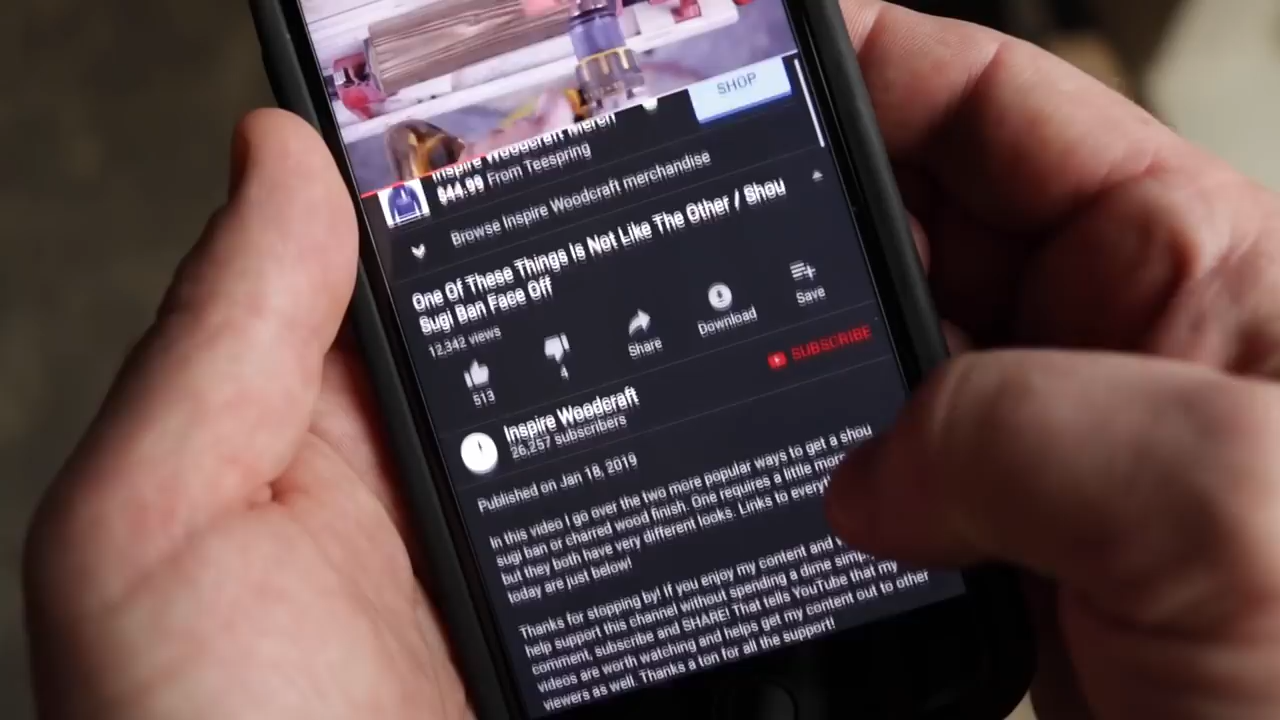 SHOP
Inspire Woodcraft Merch
$44.99 From Teespring
Browse Inspire Woodcraft merchandise
One Of These Things Is Not Like The Other / Shou
Sugi Ban Face Off
12,342 views
513
4
Share
Download
Save
Inspire Woodcraft
26,257 subscribers
SUBSCRIBE
Published on Jan 18, 2019
In this video I go over the two more popular ways to get a shou
sugi ban or charred wood finish. One requires a little more
but they both have very different looks. Links to
today are just below!
Thanks for stopping by! If you enjoy my content and
help support this channel without spending a dime
comment, subscribe and SHARE! That tells YouTube that my
videos are worth watching and helps get my content out to other
viewers as well. Thanks a ton for all the support!